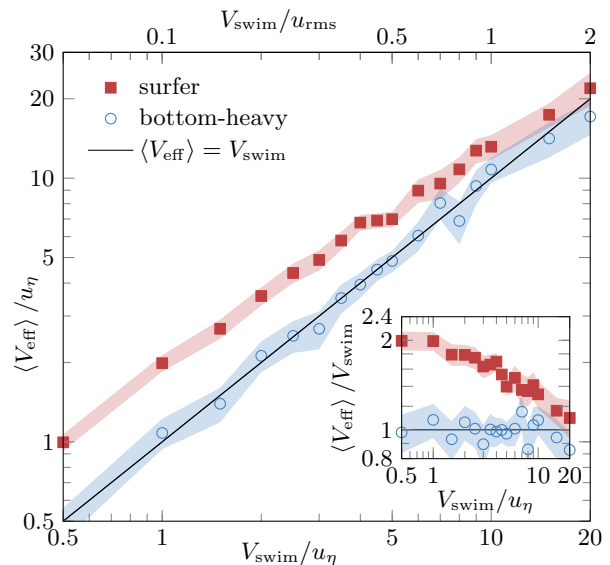 V_swim/u_rms
0.1 0.5 1 2
30
20
10
5
2
1
0.5
⟨V_eff⟩/u_η
surfer
bottom-heavy
⟨V_eff⟩ = V_swim
2.4
2
1
0.8
⟨V_eff⟩/V_swim
0.5 1 10 20
V_swim/u_η
0.5 1 2 5 10 20
V_swim/u_η